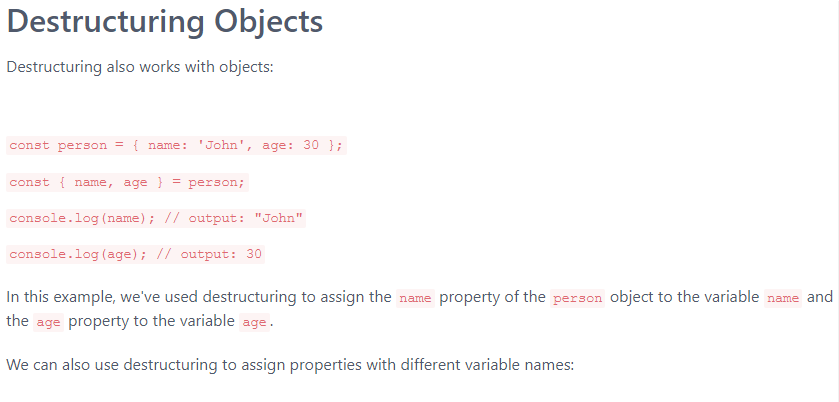 Destructuring Objects
Destructuring also works with objects:
const person = { name: 'John', age: 30 };
const { name, age } = person;
console.log(name); // output: "John"
console.log(age); // output: 30
In this example, we've used destructuring to assign the name property of the person object to the variable name and
the age property to the variable age.
We can also use destructuring to assign properties with different variable names: